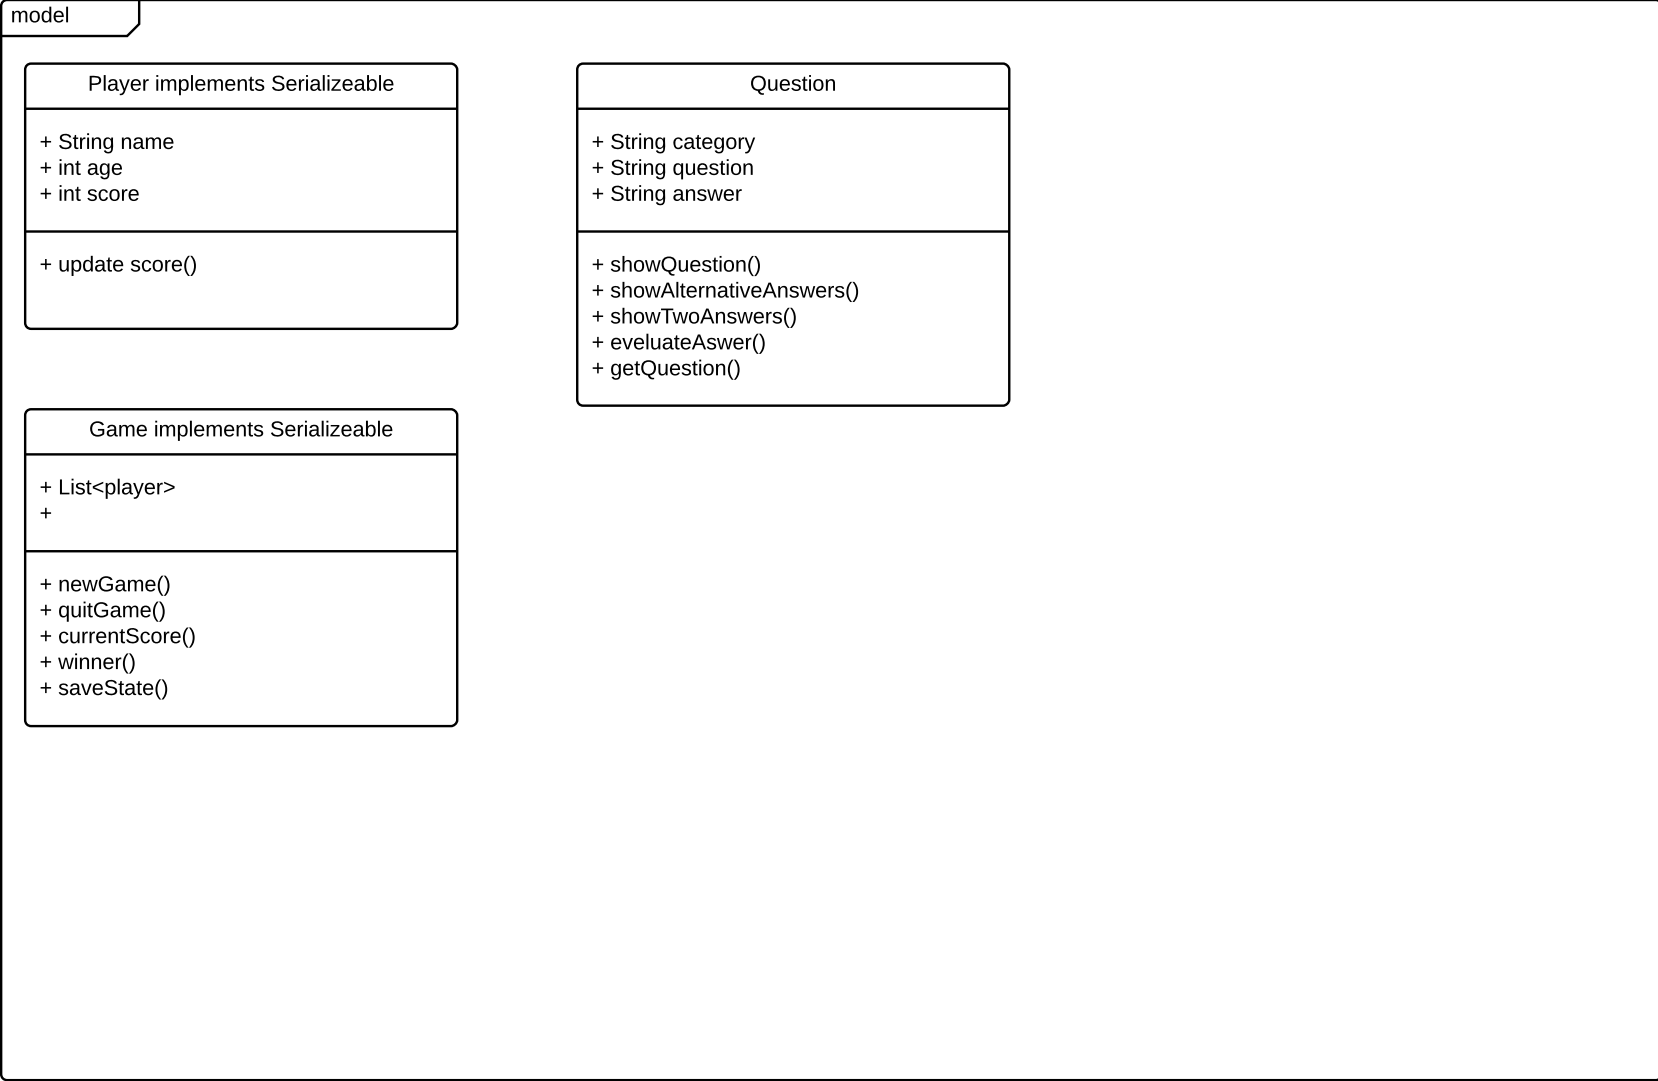 model
Player implements Serializeable
+ String name
+ int age
+ int score
+ update score()
Question
+ String category
+ String question
+ String answer
+ showQuestion()
+ showAlternativeAnswers()
+ showTwoAnswers()
+ eveluateAswer()
+ getQuestion()
Game implements Serializeable
+ List<player>
+
+ newGame()
+ quitGame()
+ currentScore()
+ winner()
+ saveState()